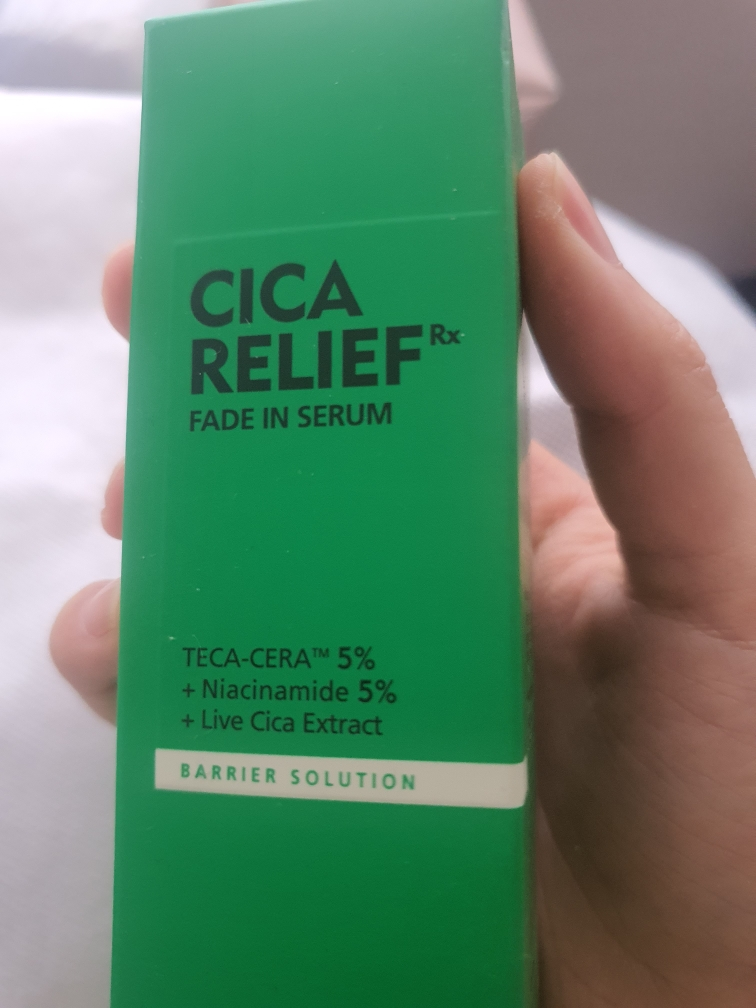 CICA
RELIEF Rx
FADE IN SERUM
TECA-CERA™ 5%
+ Niacinamide 5%
+ Live Cica Extract
BARRIER SOLUTION